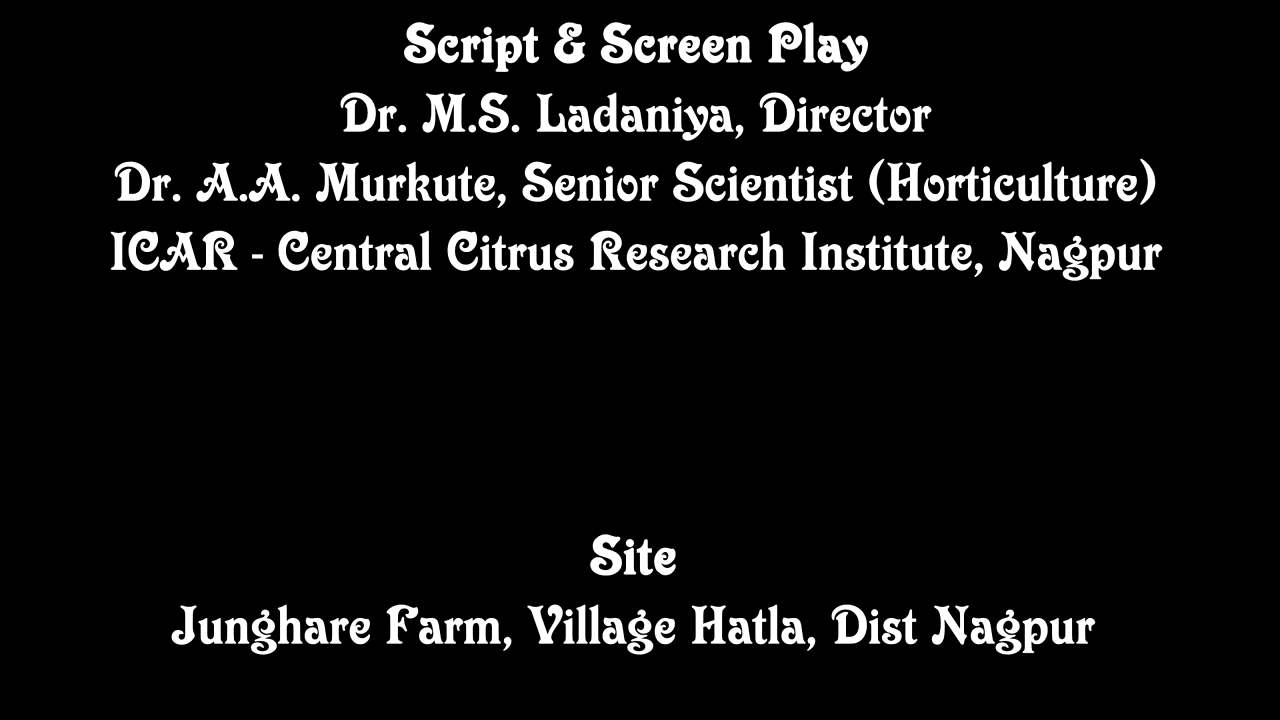 Script & Screen Play
Dr. M.S. Ladaniya, Director
Dr. A.A. Murkute, Senior Scientist (Horticulture)
ICAR - Central Citrus Research Institute, Nagpur
Site
Junghare Farm, Village Hatla, Dist Nagpur